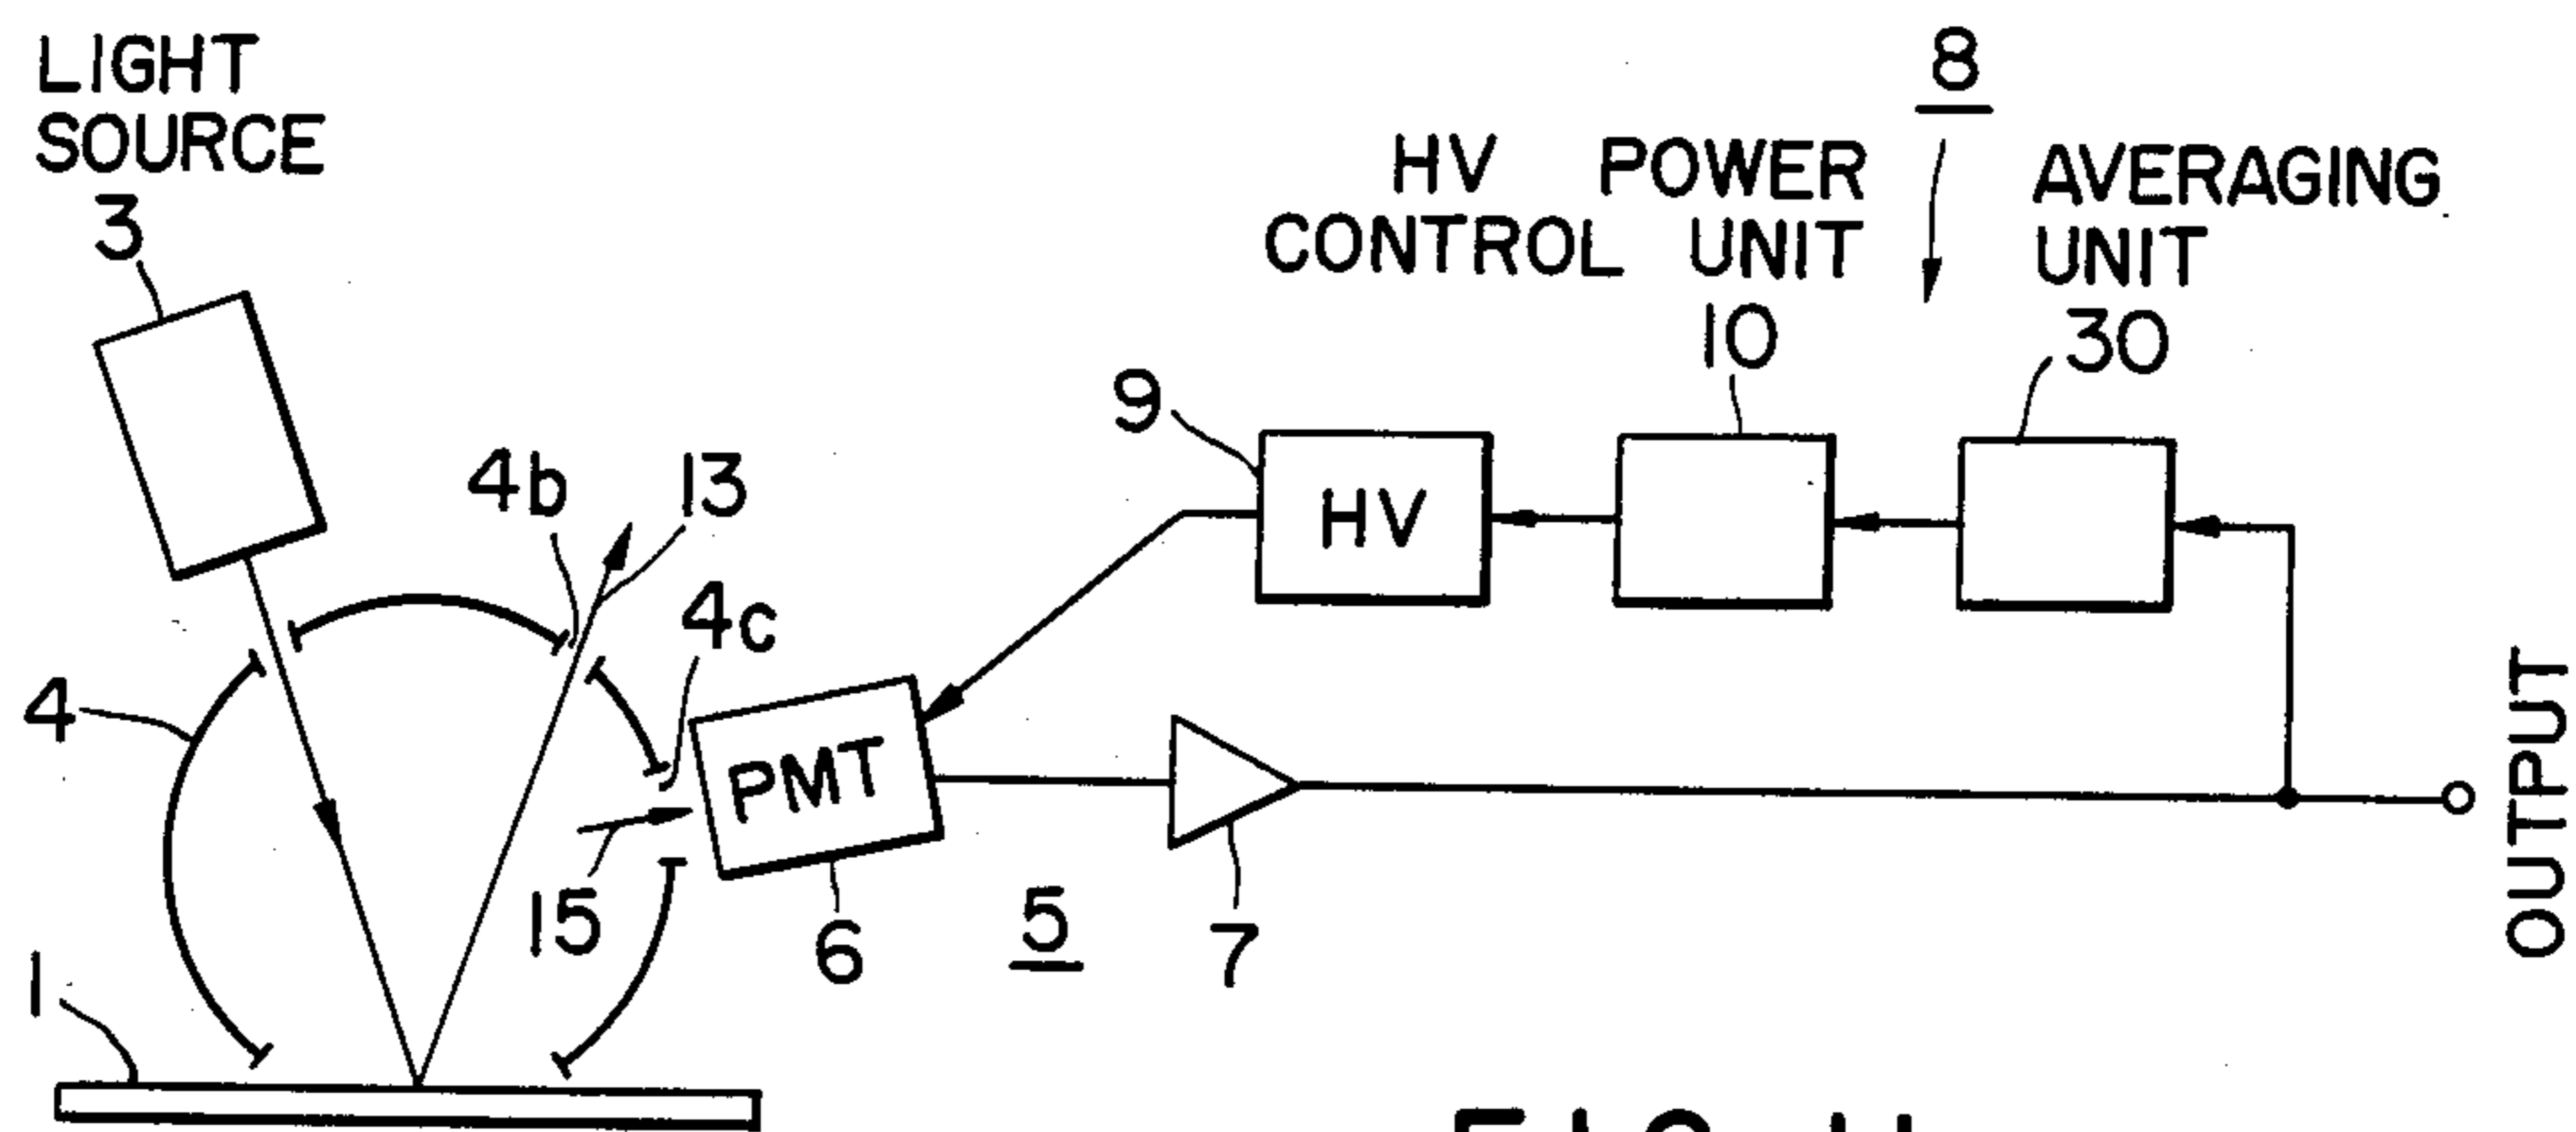 LIGHT
SOURCE
3
8
HV POWER
CONTROL UNIT
10
AVERAGING
UNIT
30
9
HV
4b
13
4c
4
PMT
15
6
5
7
1
OUTPUT